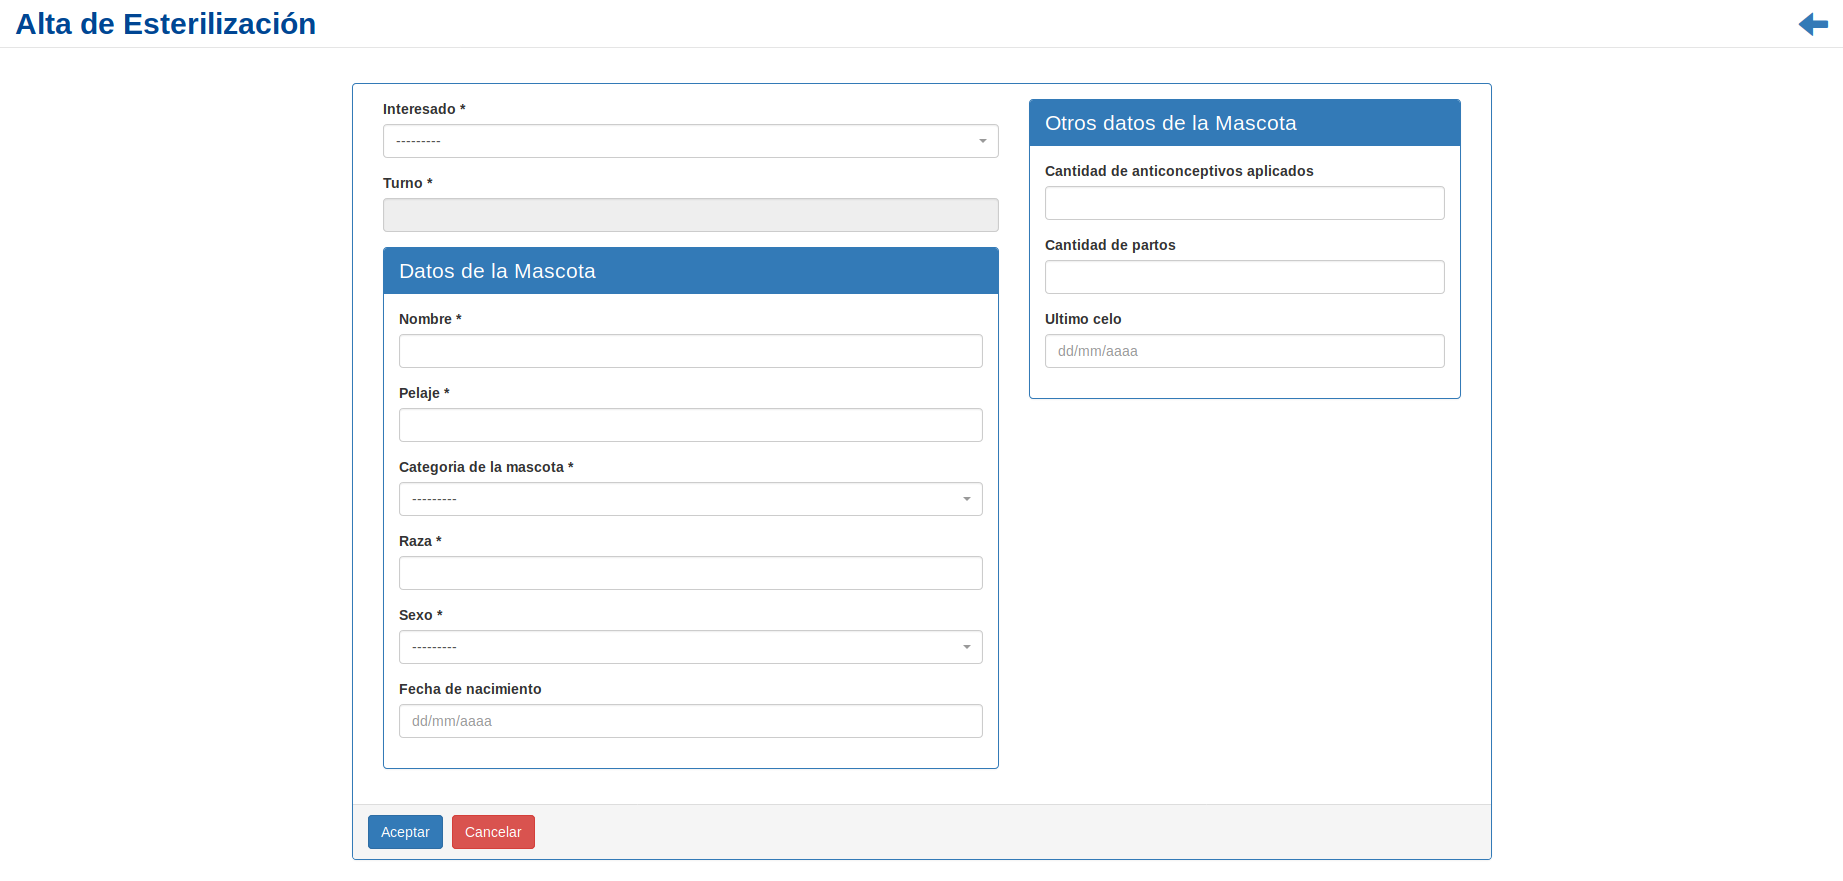 Alta de Esterilización
Interesado *
---------
Turno *
Datos de la Mascota
Nombre *
Pelaje *
Categoria de la mascota *
---------
Raza *
Sexo *
---------
Fecha de nacimiento
dd/mm/aaaa
Otros datos de la Mascota
Cantidad de anticonceptivos aplicados
Cantidad de partos
Ultimo celo
dd/mm/aaaa
Aceptar
Cancelar